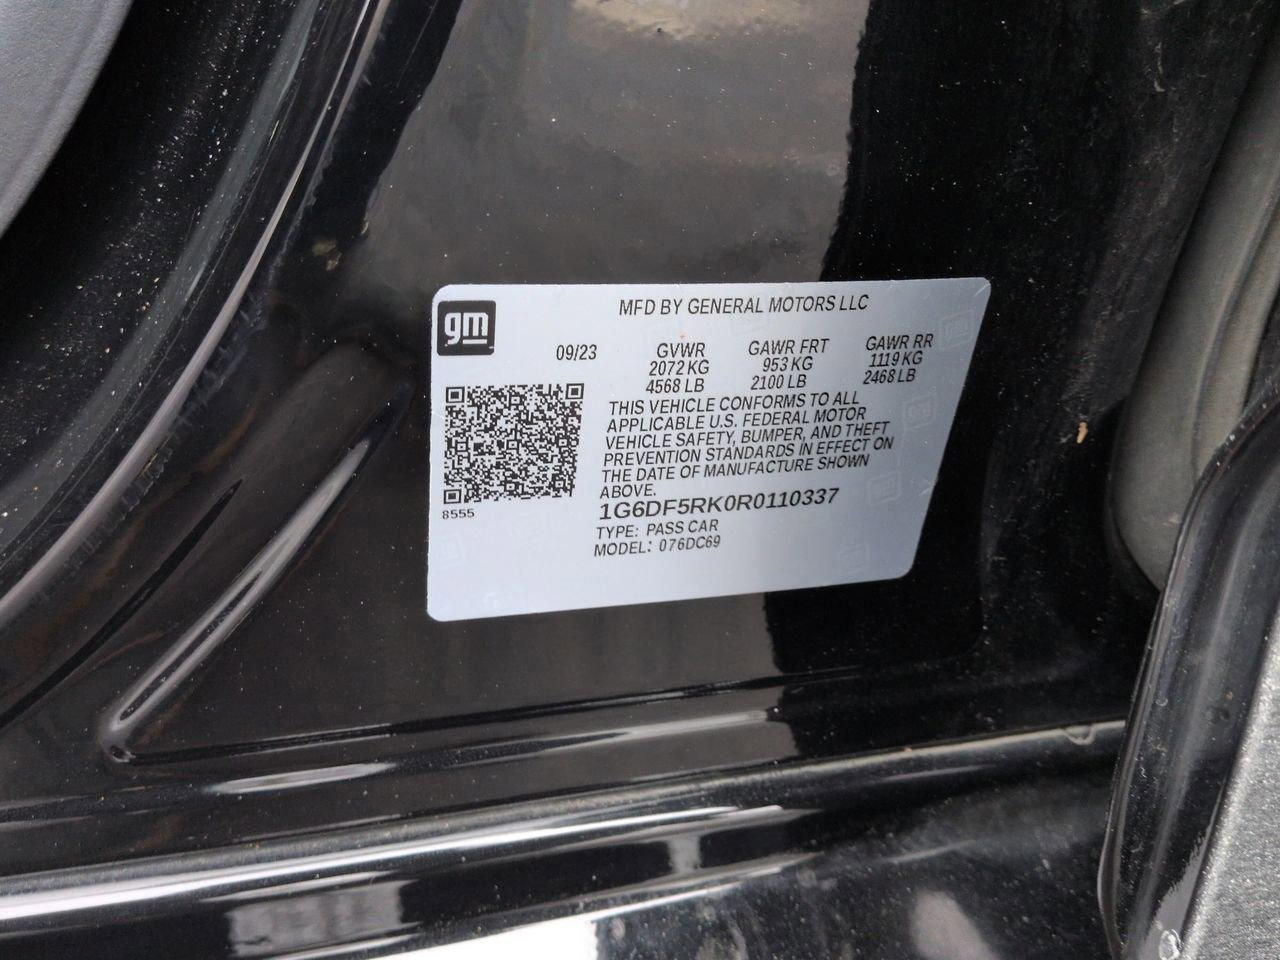 MFD BY GENERAL MOTORS LLC
gm
09/23 GVWR GAWR FRT GAWR RR
2072 KG 953 KG 1119 KG
4568 LB 2100 LB 2468 LB
THIS VEHICLE CONFORMS TO ALL
APPLICABLE U.S. FEDERAL MOTOR
VEHICLE SAFETY, BUMPER, AND THEFT
PREVENTION STANDARDS IN EFFECT ON
THE DATE OF MANUFACTURE SHOWN
ABOVE.
8555
1G6DF5RK0R0110337
TYPE: PASS CAR
MODEL: 076DC69